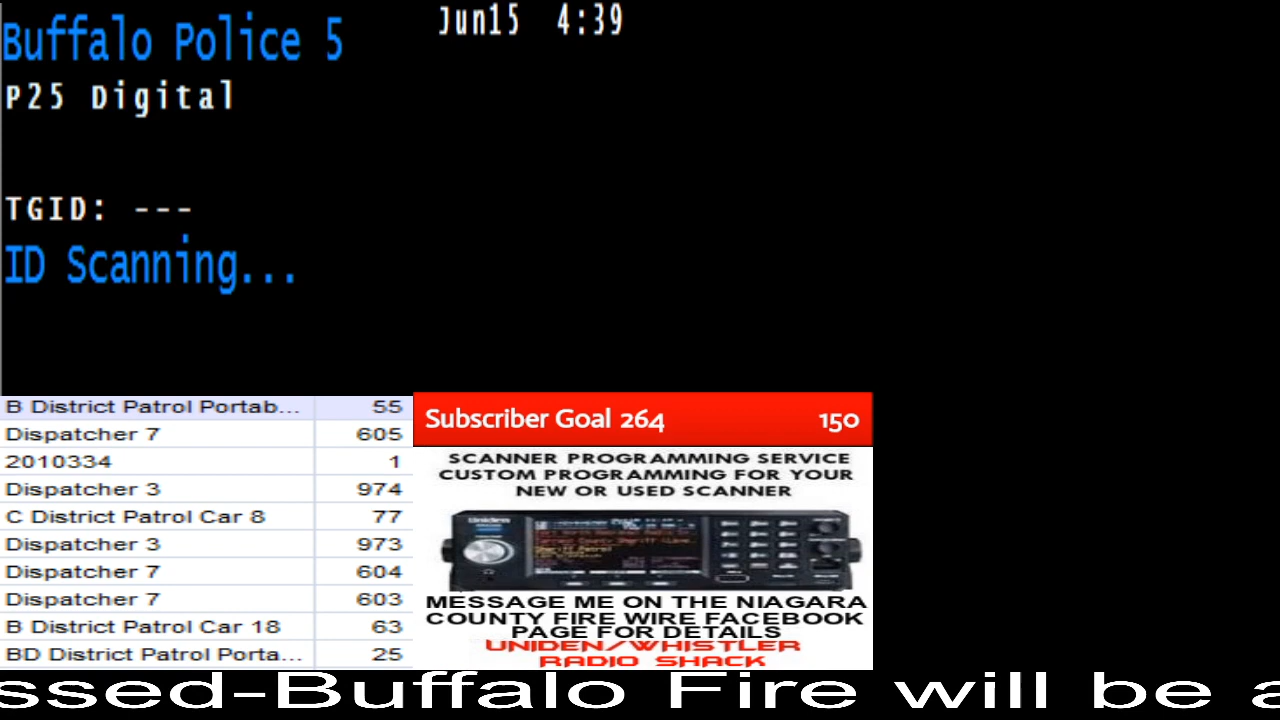 Buffalo Police 5
Jun15 4:39
P25 Digital
TGID: ---
ID Scanning...
B District Patrol Portab... 55
Dispatcher 7 605
2010334 1
Dispatcher 3 974
C District Patrol Car 8 77
Dispatcher 3 973
Dispatcher 7 604
Dispatcher 7 603
B District Patrol Car 18 63
BD District Patrol Porta... 25
Subscriber Goal 264 150
SCANNER PROGRAMMING SERVICE
CUSTOM PROGRAMMING FOR YOUR
NEW OR USED SCANNER
Uniden
MESSAGE ME ON THE NIAGARA
COUNTY FIRE WIRE FACEBOOK
PAGE FOR DETAILS
UNIDEN/WHISTLER
RADIO SHACK
ssed-Buffalo Fire will be a